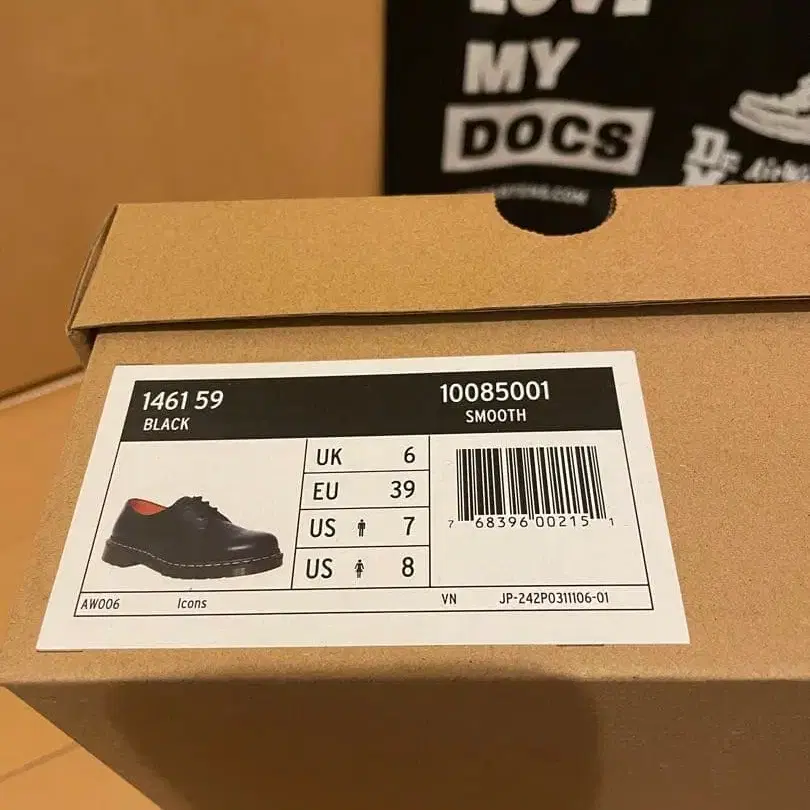 MY
DOCS
1461 59
BLACK
10085001
SMOOTH
UK 6
EU 39
US 7
US 8
7 68396 00215 1
AW006 Icons VN JP-242P0311106-01